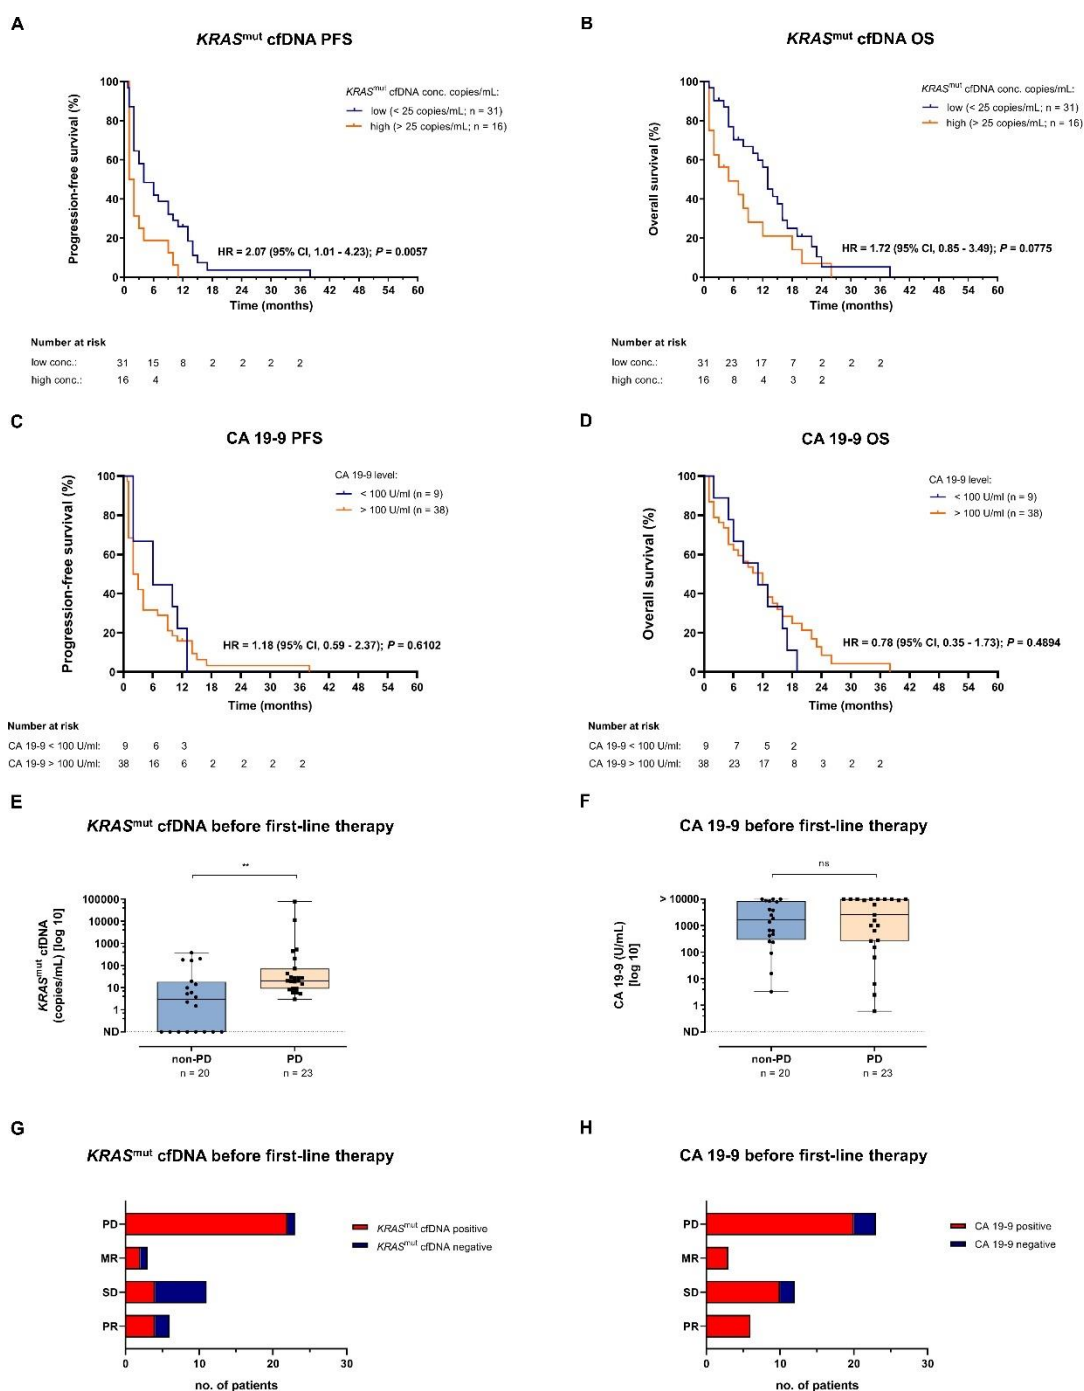 A
KRASmut cfDNA PFS
KRASmut cfDNA conc. copies/mL:
low (< 25 copies/mL; n = 31)
high (> 25 copies/mL; n = 16)
Progression-free survival (%)
100
80
60
40
20
0
HR = 2.07 (95% CI, 1.01 - 4.23); P = 0.0057
0 6 12 18 24 30 36 42 48 54 60
Time (months)
Number at risk
low conc.: 31 15 8 2 2 2 2
high conc.: 16 4
B
KRASmut cfDNA OS
KRASmut cfDNA conc. copies/mL:
low (< 25 copies/mL; n = 31)
high (> 25 copies/mL; n = 16)
Overall survival (%)
100
80
60
40
20
0
HR = 1.72 (95% CI, 0.85 - 3.49); P = 0.0775
0 6 12 18 24 30 36 42 48 54 60
Time (months)
Number at risk
low conc.: 31 23 17 7 2 2 2
high conc.: 16 8 4 3 2
C
CA 19-9 PFS
CA 19-9 level:
< 100 U/ml (n = 9)
> 100 U/ml (n = 38)
Progression-free survival (%)
100
80
60
40
20
0
HR = 1.18 (95% CI, 0.59 - 2.37); P = 0.6102
0 6 12 18 24 30 36 42 48 54 60
Time (months)
Number at risk
CA 19-9 < 100 U/ml: 9 6 3
CA 19-9 > 100 U/ml: 38 16 6 2 2 2 2
D
CA 19-9 OS
CA 19-9 level:
< 100 U/ml (n = 9)
> 100 U/ml (n = 38)
Overall survival (%)
100
80
60
40
20
0
HR = 0.78 (95% CI, 0.35 - 1.73); P = 0.4894
0 6 12 18 24 30 36 42 48 54 60
Time (months)
Number at risk
CA 19-9 < 100 U/ml: 9 7 5 2
CA 19-9 > 100 U/ml: 38 23 17 8 3 2 2
E
KRASmut cfDNA before first-line therapy
**
KRASmut cfDNA
(copies/mL) [log 10]
100000
10000
1000
100
10
1
ND
non-PD PD
n = 20 n = 23
F
CA 19-9 before first-line therapy
ns
CA 19-9 (U/mL)
[log 10]
> 10000
1000
100
10
1
ND
non-PD PD
n = 20 n = 23
G
KRASmut cfDNA before first-line therapy
KRASmut cfDNA positive
KRASmut cfDNA negative
PD
MR
SD
PR
0 10 20 30
no. of patients
H
CA 19-9 before first-line therapy
CA 19-9 positive
CA 19-9 negative
PD
MR
SD
PR
0 10 20 30
no. of patients